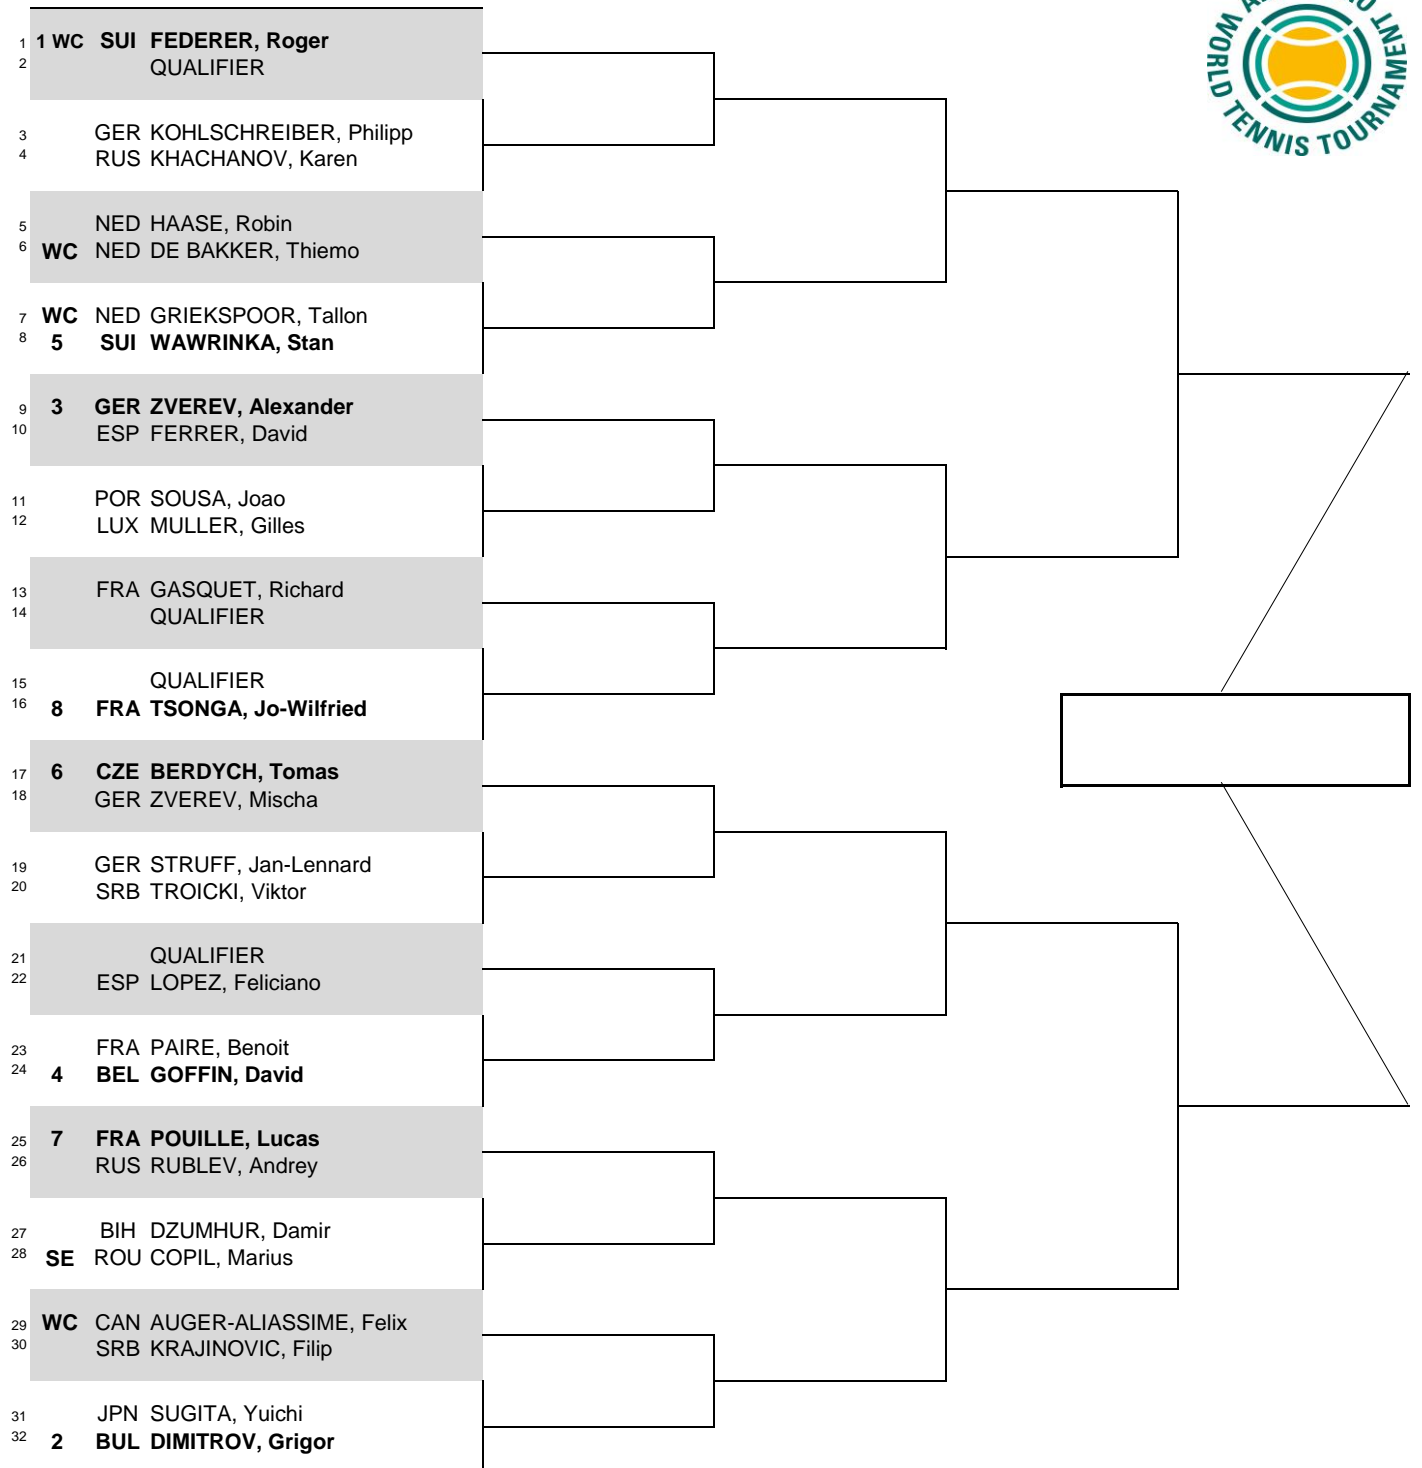 1 1 WC SUI FEDERER, Roger
2 QUALIFIER
3 GER KOHLSCHREIBER, Philipp
4 RUS KHACHANOV, Karen
5 NED HAASE, Robin
6 WC NED DE BAKKER, Thiemo
7 WC NED GRIEKSPOOR, Tallon
8 5 SUI WAWRINKA, Stan
9 3 GER ZVEREV, Alexander
10 ESP FERRER, David
11 POR SOUSA, Joao
12 LUX MULLER, Gilles
13 FRA GASQUET, Richard
14 QUALIFIER
15 QUALIFIER
16 8 FRA TSONGA, Jo-Wilfried
17 6 CZE BERDYCH, Tomas
18 GER ZVEREV, Mischa
19 GER STRUFF, Jan-Lennard
20 SRB TROICKI, Viktor
21 QUALIFIER
22 ESP LOPEZ, Feliciano
23 FRA PAIRE, Benoit
24 4 BEL GOFFIN, David
25 7 FRA POUILLE, Lucas
26 RUS RUBLEV, Andrey
27 BIH DZUMHUR, Damir
28 SE ROU COPIL, Marius
29 WC CAN AUGER-ALIASSIME, Felix
30 SRB KRAJINOVIC, Filip
31 JPN SUGITA, Yuichi
32 2 BUL DIMITROV, Grigor
WORLD TENNIS TOURNAMENT